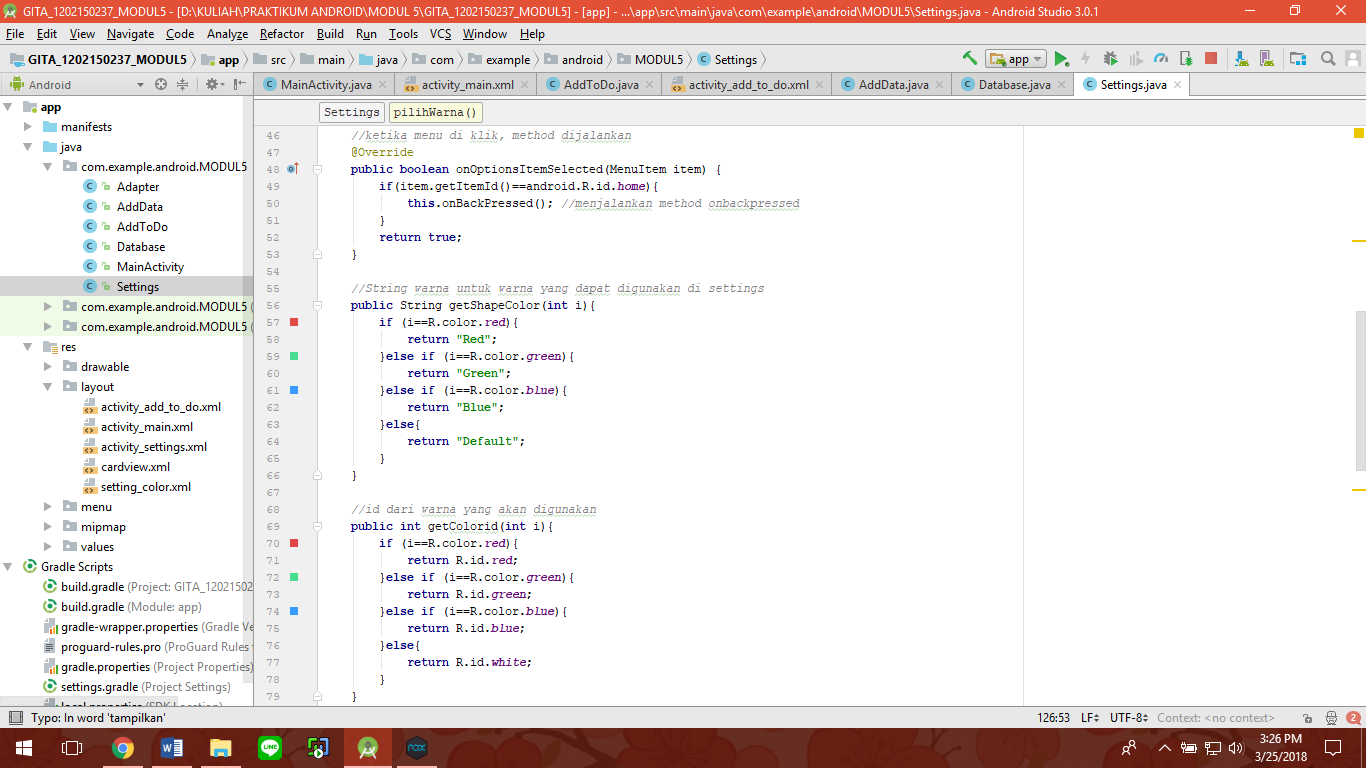 GITA_1202150237_MODUL5 - [D:\KULIAH\PRAKTIKUM ANDROID\MODUL 5\GITA_1202150237_MODUL5] - [app] - ...\app\src\main\java\com\example\android\MODUL5\Settings.java - Android Studio 3.0.1
File Edit View Navigate Code Analyze Refactor Build Run Tools VCS Window Help
GITA_1202150237_MODUL5 app src main java com example android MODUL5 Settings app
Android MainActivity.java activity_main.xml AddToDo.java activity_add_to_do.xml AddData.java Database.java Settings.java
Settings pilihWarna()
app
manifests
java
com.example.android.MODUL5
Adapter
AddData
AddToDo
Database
MainActivity
Settings
com.example.android.MODUL5 (
com.example.android.MODUL5 (
res
drawable
layout
activity_add_to_do.xml
activity_main.xml
activity_settings.xml
cardview.xml
setting_color.xml
menu
mipmap
values
Gradle Scripts
build.gradle (Project: GITA_12021502
build.gradle (Module: app)
gradle-wrapper.properties (Gradle Ve
proguard-rules.pro (ProGuard Rules
gradle.properties (Project Properties)
settings.gradle (Project Settings)
local.properties (SDK Location)
46 //ketika menu di klik, method dijalankan
47 @Override
48 public boolean onOptionsItemSelected(MenuItem item) {
49 if(item.getItemId()==android.R.id.home){
50 this.onBackPressed(); //menjalankan method onbackpressed
51 }
52 return true;
53 }
54
55 //String warna untuk warna yang dapat digunakan di settings
56 public String getShapeColor(int i){
57 if (i==R.color.red){
58 return "Red";
59 }else if (i==R.color.green){
60 return "Green";
61 }else if (i==R.color.blue){
62 return "Blue";
63 }else{
64 return "Default";
65 }
66 }
67
68 //id dari warna yang akan digunakan
69 public int getColorid(int i){
70 if (i==R.color.red){
71 return R.id.red;
72 }else if (i==R.color.green){
73 return R.id.green;
74 }else if (i==R.color.blue){
75 return R.id.blue;
76 }else{
77 return R.id.white;
78 }
79 }
Typo: In word 'tampilkan' 126:53 LF UTF-8 Context: <no context> 2
nox 3:26 PM
3/25/2018